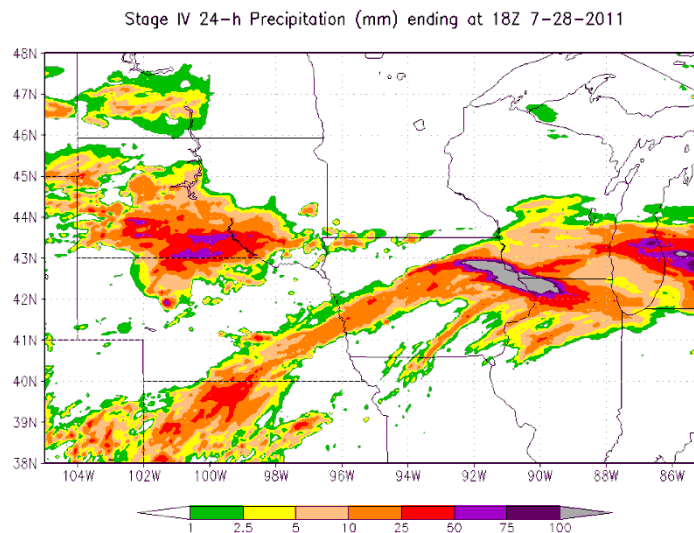 Stage IV 24-h Precipitation (mm) ending at 18Z 7-28-2011
48N
47N
46N
45N
44N
43N
42N
41N
40N
39N
38N
104W 102W 100W 98W 96W 94W 92W 90W 88W 86W
1 2.5 5 10 25 50 75 100